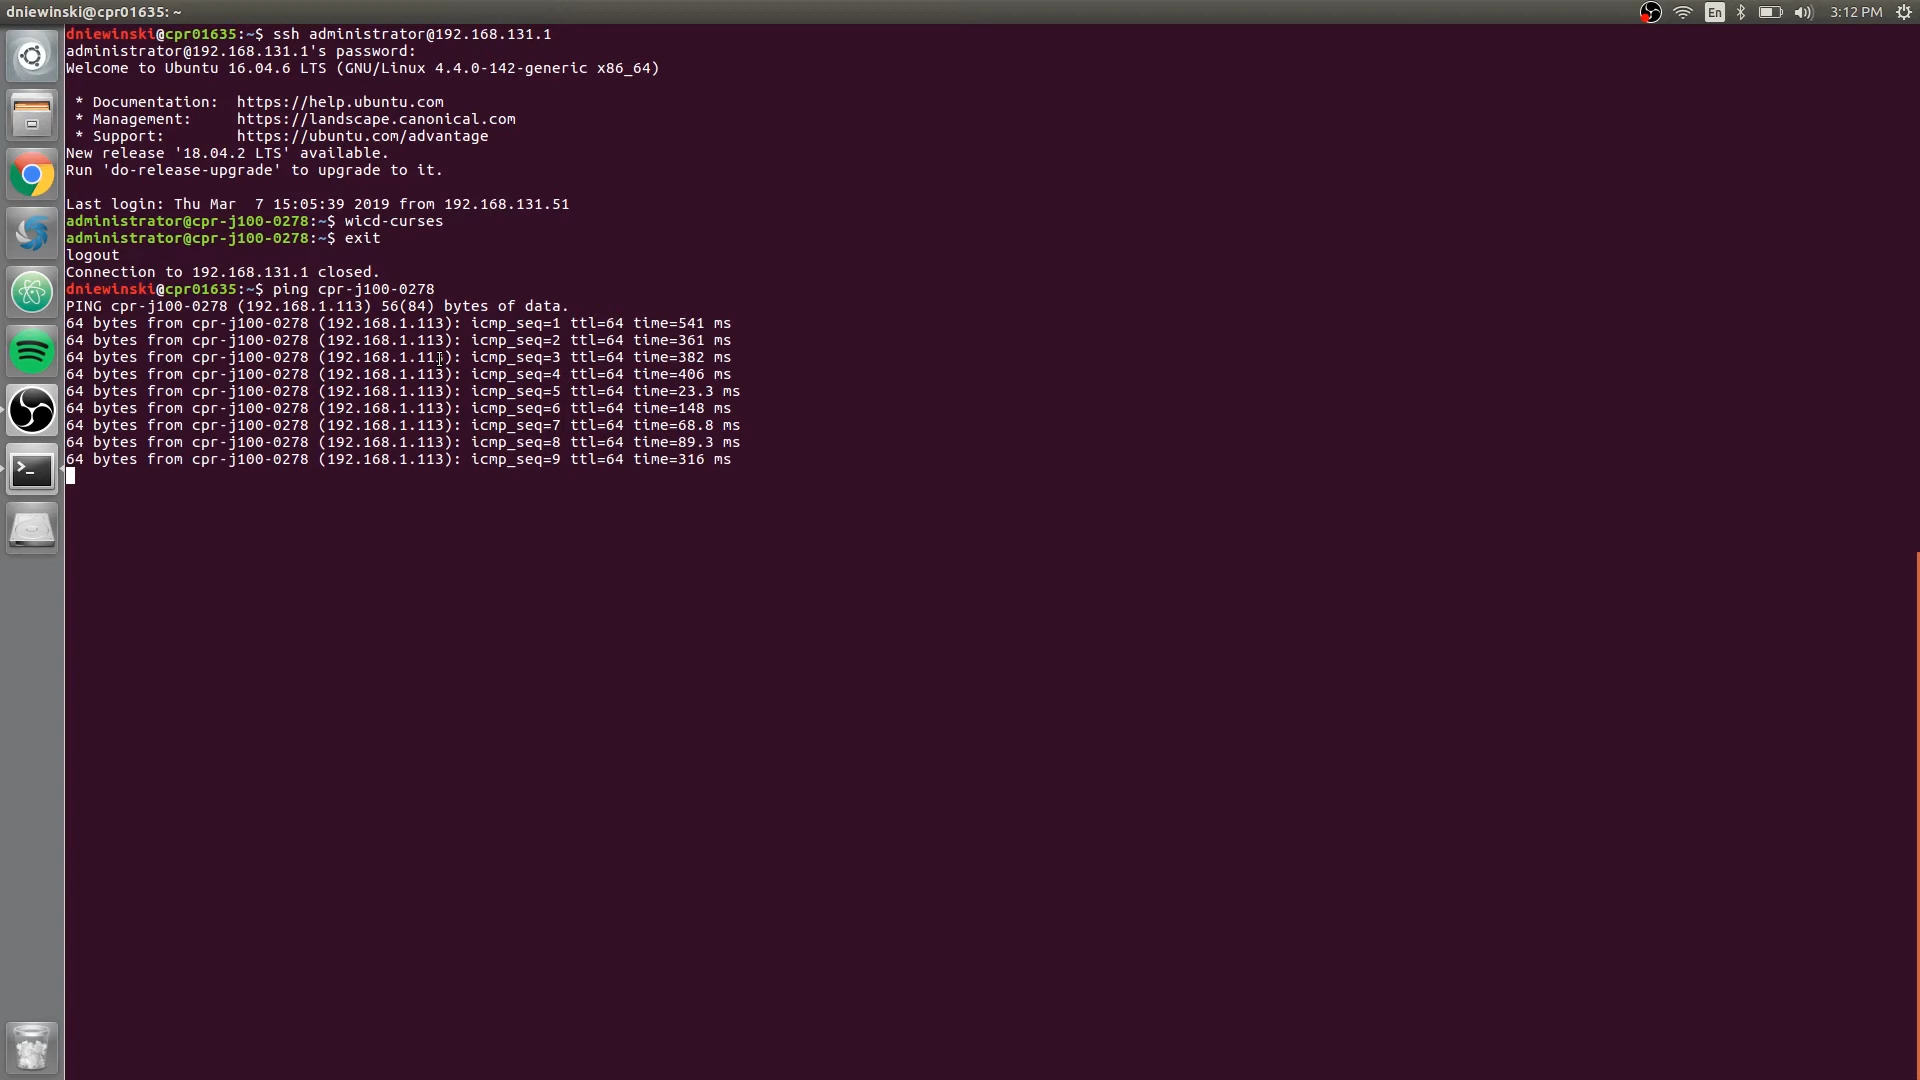 dniewinski@cpr01635: ~
En
3:12 PM
dniewinski@cpr01635:~$ ssh administrator@192.168.131.1
administrator@192.168.131.1's password:
Welcome to Ubuntu 16.04.6 LTS (GNU/Linux 4.4.0-142-generic x86_64)
* Documentation:  https://help.ubuntu.com
* Management:     https://landscape.canonical.com
* Support:        https://ubuntu.com/advantage
New release '18.04.2 LTS' available.
Run 'do-release-upgrade' to upgrade to it.
Last login: Thu Mar  7 15:05:39 2019 from 192.168.131.51
administrator@cpr-j100-0278:~$ wicd-curses
administrator@cpr-j100-0278:~$ exit
logout
Connection to 192.168.131.1 closed.
dniewinski@cpr01635:~$ ping cpr-j100-0278
PING cpr-j100-0278 (192.168.1.113) 56(84) bytes of data.
64 bytes from cpr-j100-0278 (192.168.1.113): icmp_seq=1 ttl=64 time=541 ms
64 bytes from cpr-j100-0278 (192.168.1.113): icmp_seq=2 ttl=64 time=361 ms
64 bytes from cpr-j100-0278 (192.168.1.113): icmp_seq=3 ttl=64 time=382 ms
64 bytes from cpr-j100-0278 (192.168.1.113): icmp_seq=4 ttl=64 time=406 ms
64 bytes from cpr-j100-0278 (192.168.1.113): icmp_seq=5 ttl=64 time=23.3 ms
64 bytes from cpr-j100-0278 (192.168.1.113): icmp_seq=6 ttl=64 time=148 ms
64 bytes from cpr-j100-0278 (192.168.1.113): icmp_seq=7 ttl=64 time=68.8 ms
64 bytes from cpr-j100-0278 (192.168.1.113): icmp_seq=8 ttl=64 time=89.3 ms
64 bytes from cpr-j100-0278 (192.168.1.113): icmp_seq=9 ttl=64 time=316 ms